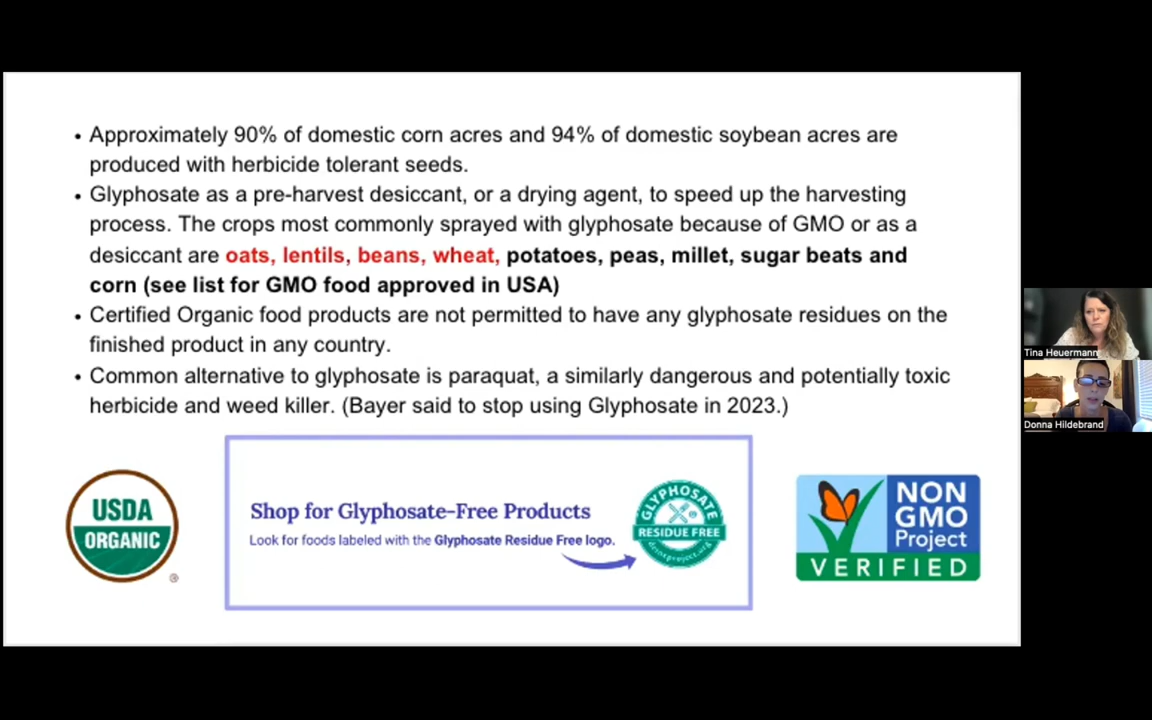 • Approximately 90% of domestic corn acres and 94% of domestic soybean acres are
produced with herbicide tolerant seeds.
• Glyphosate as a pre-harvest desiccant, or a drying agent, to speed up the harvesting
process. The crops most commonly sprayed with glyphosate because of GMO or as a
desiccant are oats, lentils, beans, wheat, potatoes, peas, millet, sugar beats and
corn (see list for GMO food approved in USA)
• Certified Organic food products are not permitted to have any glyphosate residues on the
finished product in any country.
• Common alternative to glyphosate is paraquat, a similarly dangerous and potentially toxic
herbicide and weed killer. (Bayer said to stop using Glyphosate in 2023.)
USDA
ORGANIC
®
Shop for Glyphosate-Free Products
Look for foods labeled with the Glyphosate Residue Free logo.
GLYPHOSATE
RESIDUE FREE
detoxproject.org
NON
GMO
Project
VERIFIED
Tina Heuermann
Donna Hildebrand